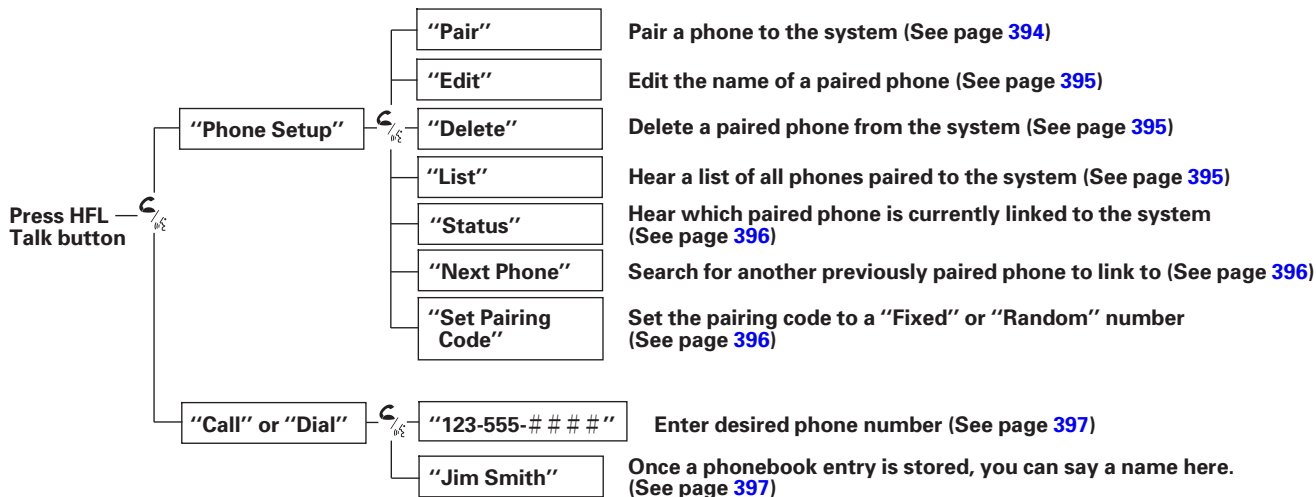 "Pair"
Pair a phone to the system (See page 394)
"Edit"
Edit the name of a paired phone (See page 395)
"Phone Setup"
"Delete"
Delete a paired phone from the system (See page 395)
"List"
Hear a list of all phones paired to the system (See page 395)
Press HFL
Talk button
"Status"
Hear which paired phone is currently linked to the system
(See page 396)
"Next Phone"
Search for another previously paired phone to link to (See page 396)
"Set Pairing
Code"
Set the pairing code to a "Fixed" or "Random" number
(See page 396)
"Call" or "Dial"
"123-555-####"
Enter desired phone number (See page 397)
"Jim Smith"
Once a phonebook entry is stored, you can say a name here.
(See page 397)